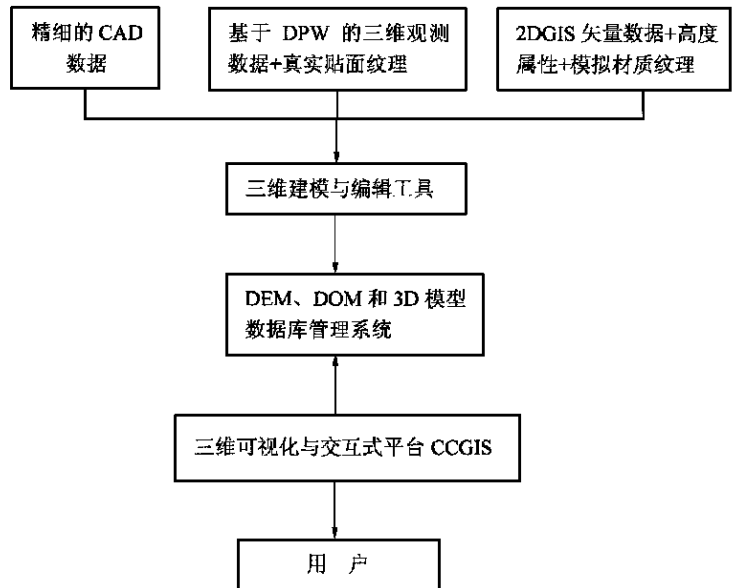 精细的 CAD
数据
基于 DPW 的三维观测
数据+真实贴面纹理
2DGIS 矢量数据+高度
属性+模拟材质纹理
三维建模与编辑工具
DEM、DOM 和 3D 模型
数据库管理系统
三维可视化与交互式平台 CCGIS
用 户